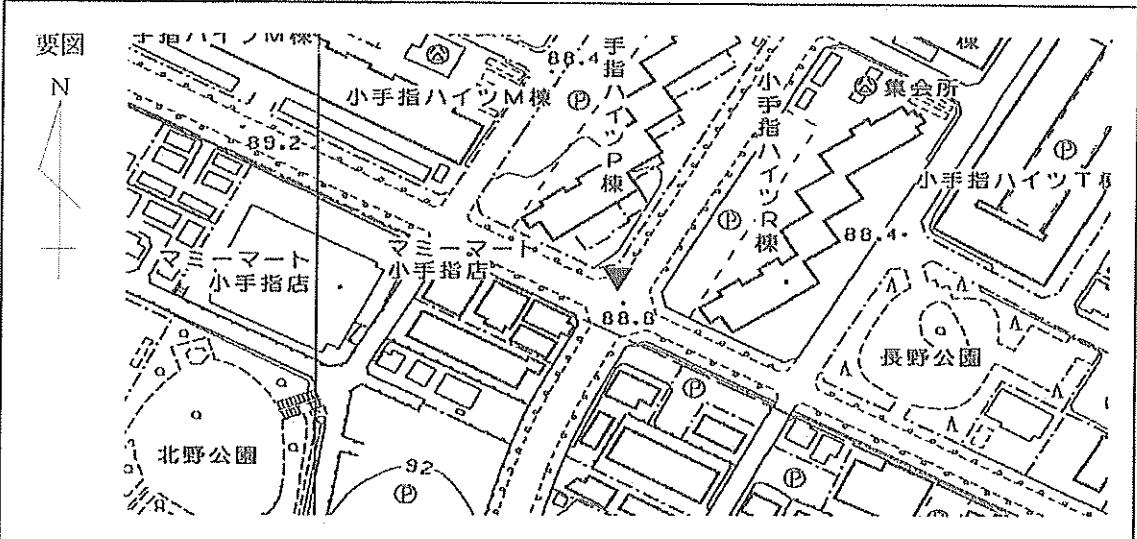 要図
N
手指ハイツM棟
88.4
手指ハイツP棟
棟
小手指ハイツM棟
Ⓟ
小手指ハイツR棟
集会所
89.2
Ⓟ
小手指ハイツT
Ⓟ
88.4
マミーマート
小手指店
マミーマート
小手指店
88.8
長野公園
Ⓟ
北野公園
92
Ⓟ
Ⓟ